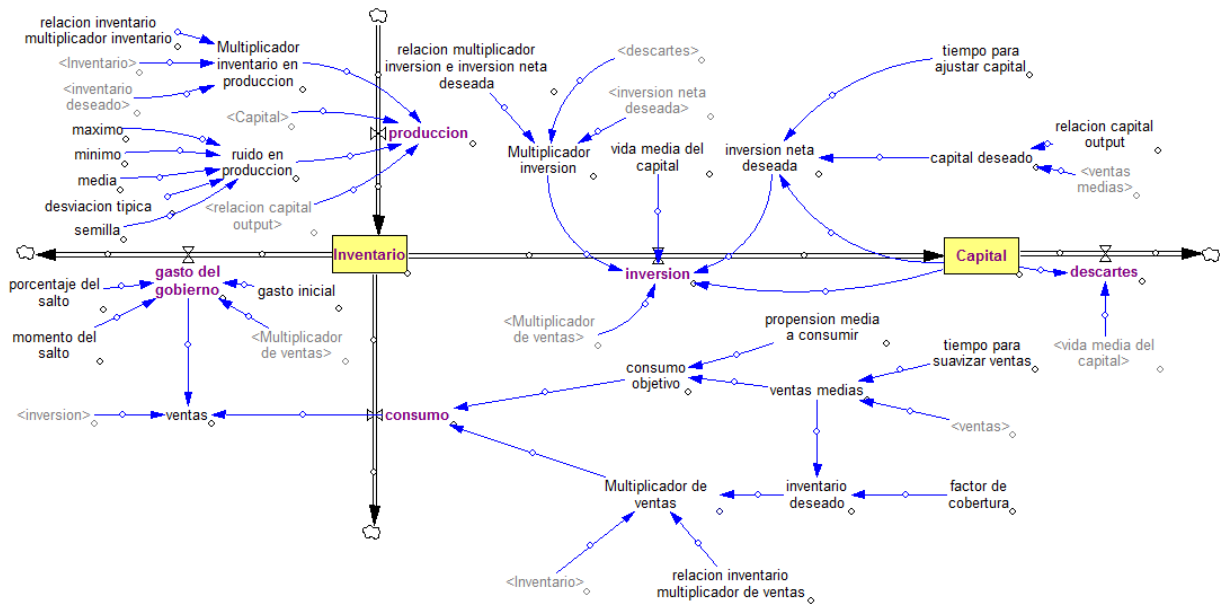 relacion inventario
multiplicador inventario
Multiplicador
inventario en
produccion
<Inventario>
<inventario
deseado>
<Capital>
produccion
maximo
minimo
media
desviacion tipica
semilla
ruido en
produccion
<relacion capital
output>
relacion multiplicador
inversion e inversion neta
deseada
<descartes>
<inversion neta
deseada>
Multiplicador
inversion
vida media del
capital
inversion neta
deseada
tiempo para
ajustar capital
capital deseado
relacion capital
output
<ventas
medias>
Inventario
inversion
Capital
descartes
gasto del
gobierno
porcentaje del
salto
gasto inicial
momento del
salto
<Multiplicador
de ventas>
<Multiplicador
de ventas>
propension media
a consumir
tiempo para
suavizar ventas
<vida media del
capital>
consumo
objetivo
ventas medias
<inversion>
ventas
consumo
<ventas>
Multiplicador de
ventas
inventario
deseado
factor de
cobertura
<Inventario>
relacion inventario
multiplicador de ventas